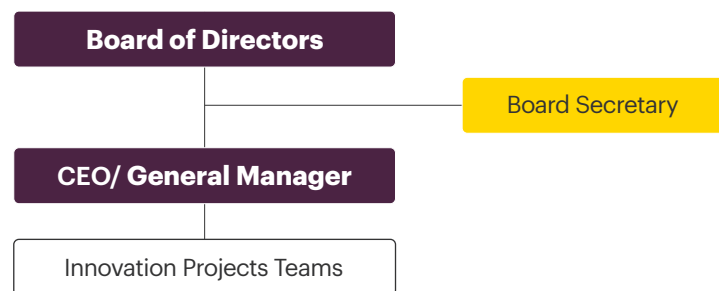 Board of Directors
Board Secretary
CEO/ General Manager
Innovation Projects Teams